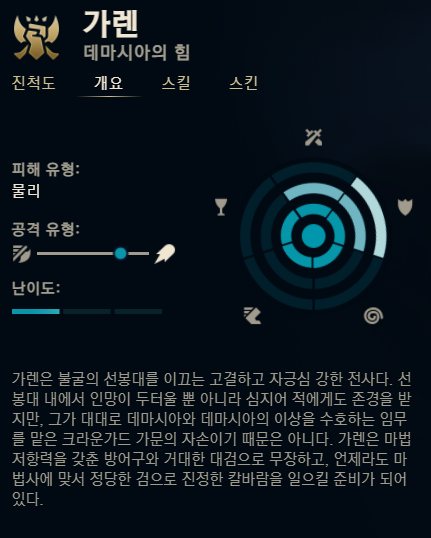 가렌
데마시아의 힘
진척도 개요 스킬 스킨
피해 유형:
물리
공격 유형:
난이도:
가렌은 불굴의 선봉대를 이끄는 고결하고 자긍심 강한 전사다. 선
봉대 내에서 인망이 두터울 뿐 아니라 심지어 적에게도 존경을 받
지만, 그가 대대로 데마시아와 데마시아의 이상을 수호하는 임무
를 맡은 크라운가드 가문의 자손이기 때문은 아니다. 가렌은 마법
저항력을 갖춘 방어구와 거대한 대검으로 무장하고, 언제라도 마
법사에 맞서 정당한 검으로 진정한 칼바람을 일으킬 준비가 되어
있다.